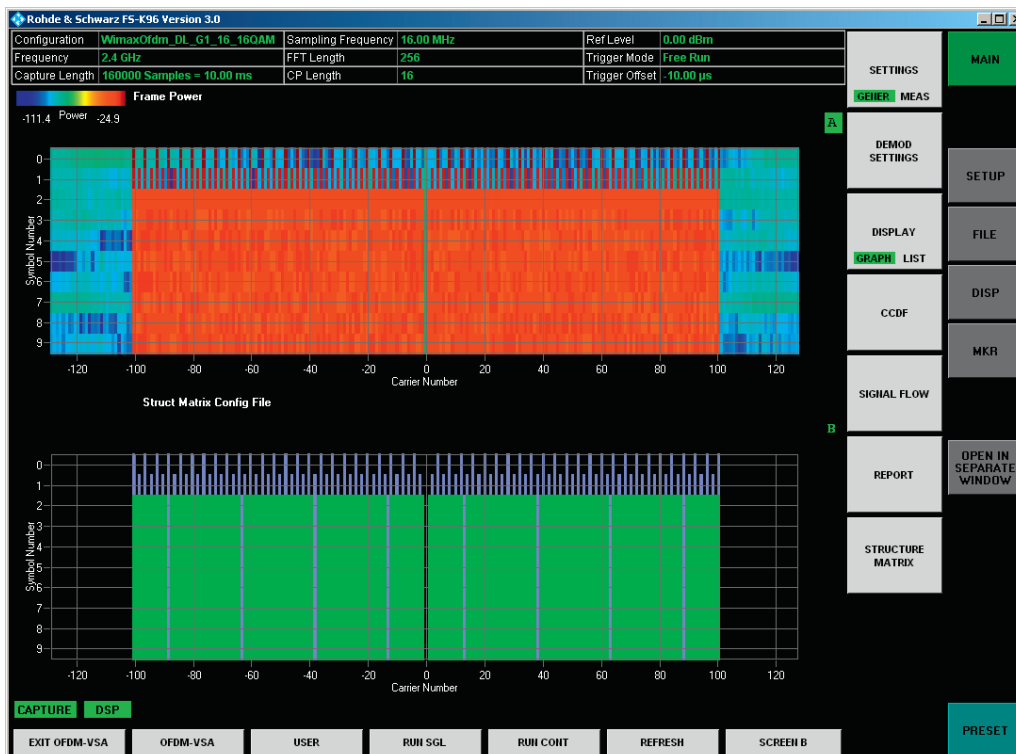 Rohde & Schwarz FS-K96 Version 3.0
Configuration WimaxOfdm_DL_G1_16_16QAM Sampling Frequency 16.00 MHz Ref Level 0.00 dBm
Frequency 2.4 GHz FFT Length 256 Trigger Mode Free Run
Capture Length 160000 Samples = 10.00 ms CP Length 16 Trigger Offset -10.00 µs
Frame Power
-111.4 Power -24.9
A
0
1
2
3
4
5
6
7
8
9
Symbol Number
-120 -100 -80 -60 -40 -20 0 20 40 60 80 100 120
Carrier Number
Struct Matrix Config File
B
0
1
2
3
4
5
6
7
8
9
Symbol Number
-120 -100 -80 -60 -40 -20 0 20 40 60 80 100 120
Carrier Number
CAPTURE DSP
EXIT OFDM-VSA OFDM-VSA USER RUN SGL RUN CONT REFRESH SCREEN B
SETTINGS
GENER MEAS
DEMOD
SETTINGS
DISPLAY
GRAPH LIST
CCDF
SIGNAL FLOW
REPORT
STRUCTURE
MATRIX
MAIN
SETUP
FILE
DISP
MKR
OPEN IN
SEPARATE
WINDOW
PRESET